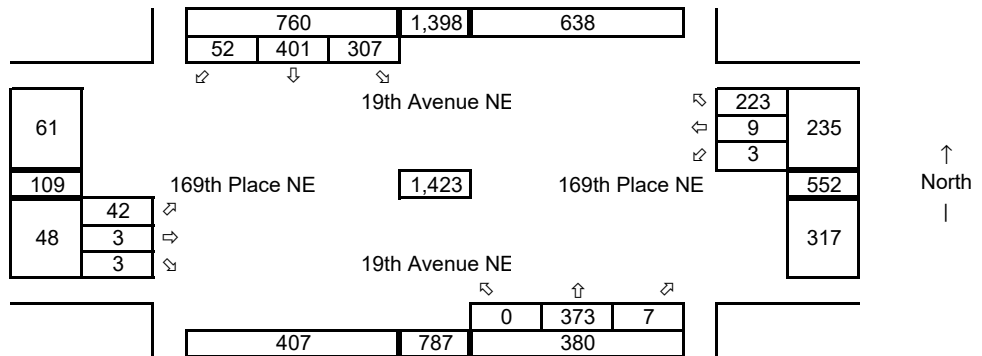 760 1,398 638
52 401 307
⬃ ⇩ ⬂
19th Avenue NE
⬁ 223
61 ⇦ 9 235
⬃ 3 ↑
109 169th Place NE 1,423 169th Place NE 552 North
42 ⬀ |
48 3 ⇨ 317
3 ⬂ 19th Avenue NE
⬁ ⇧ ⬀
0 373 7
407 787 380